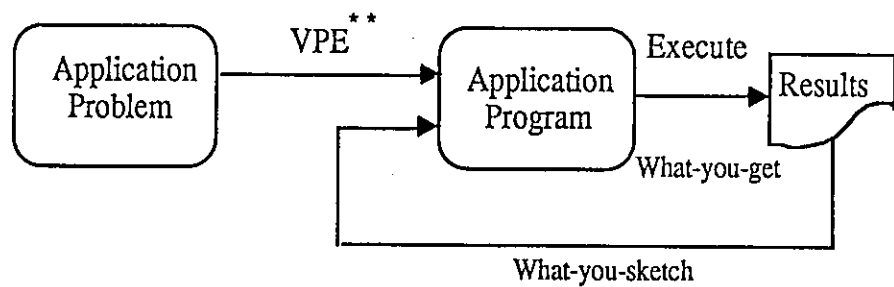 Application
Problem
VPE**
Application
Program
Execute
Results
What-you-get
What-you-sketch